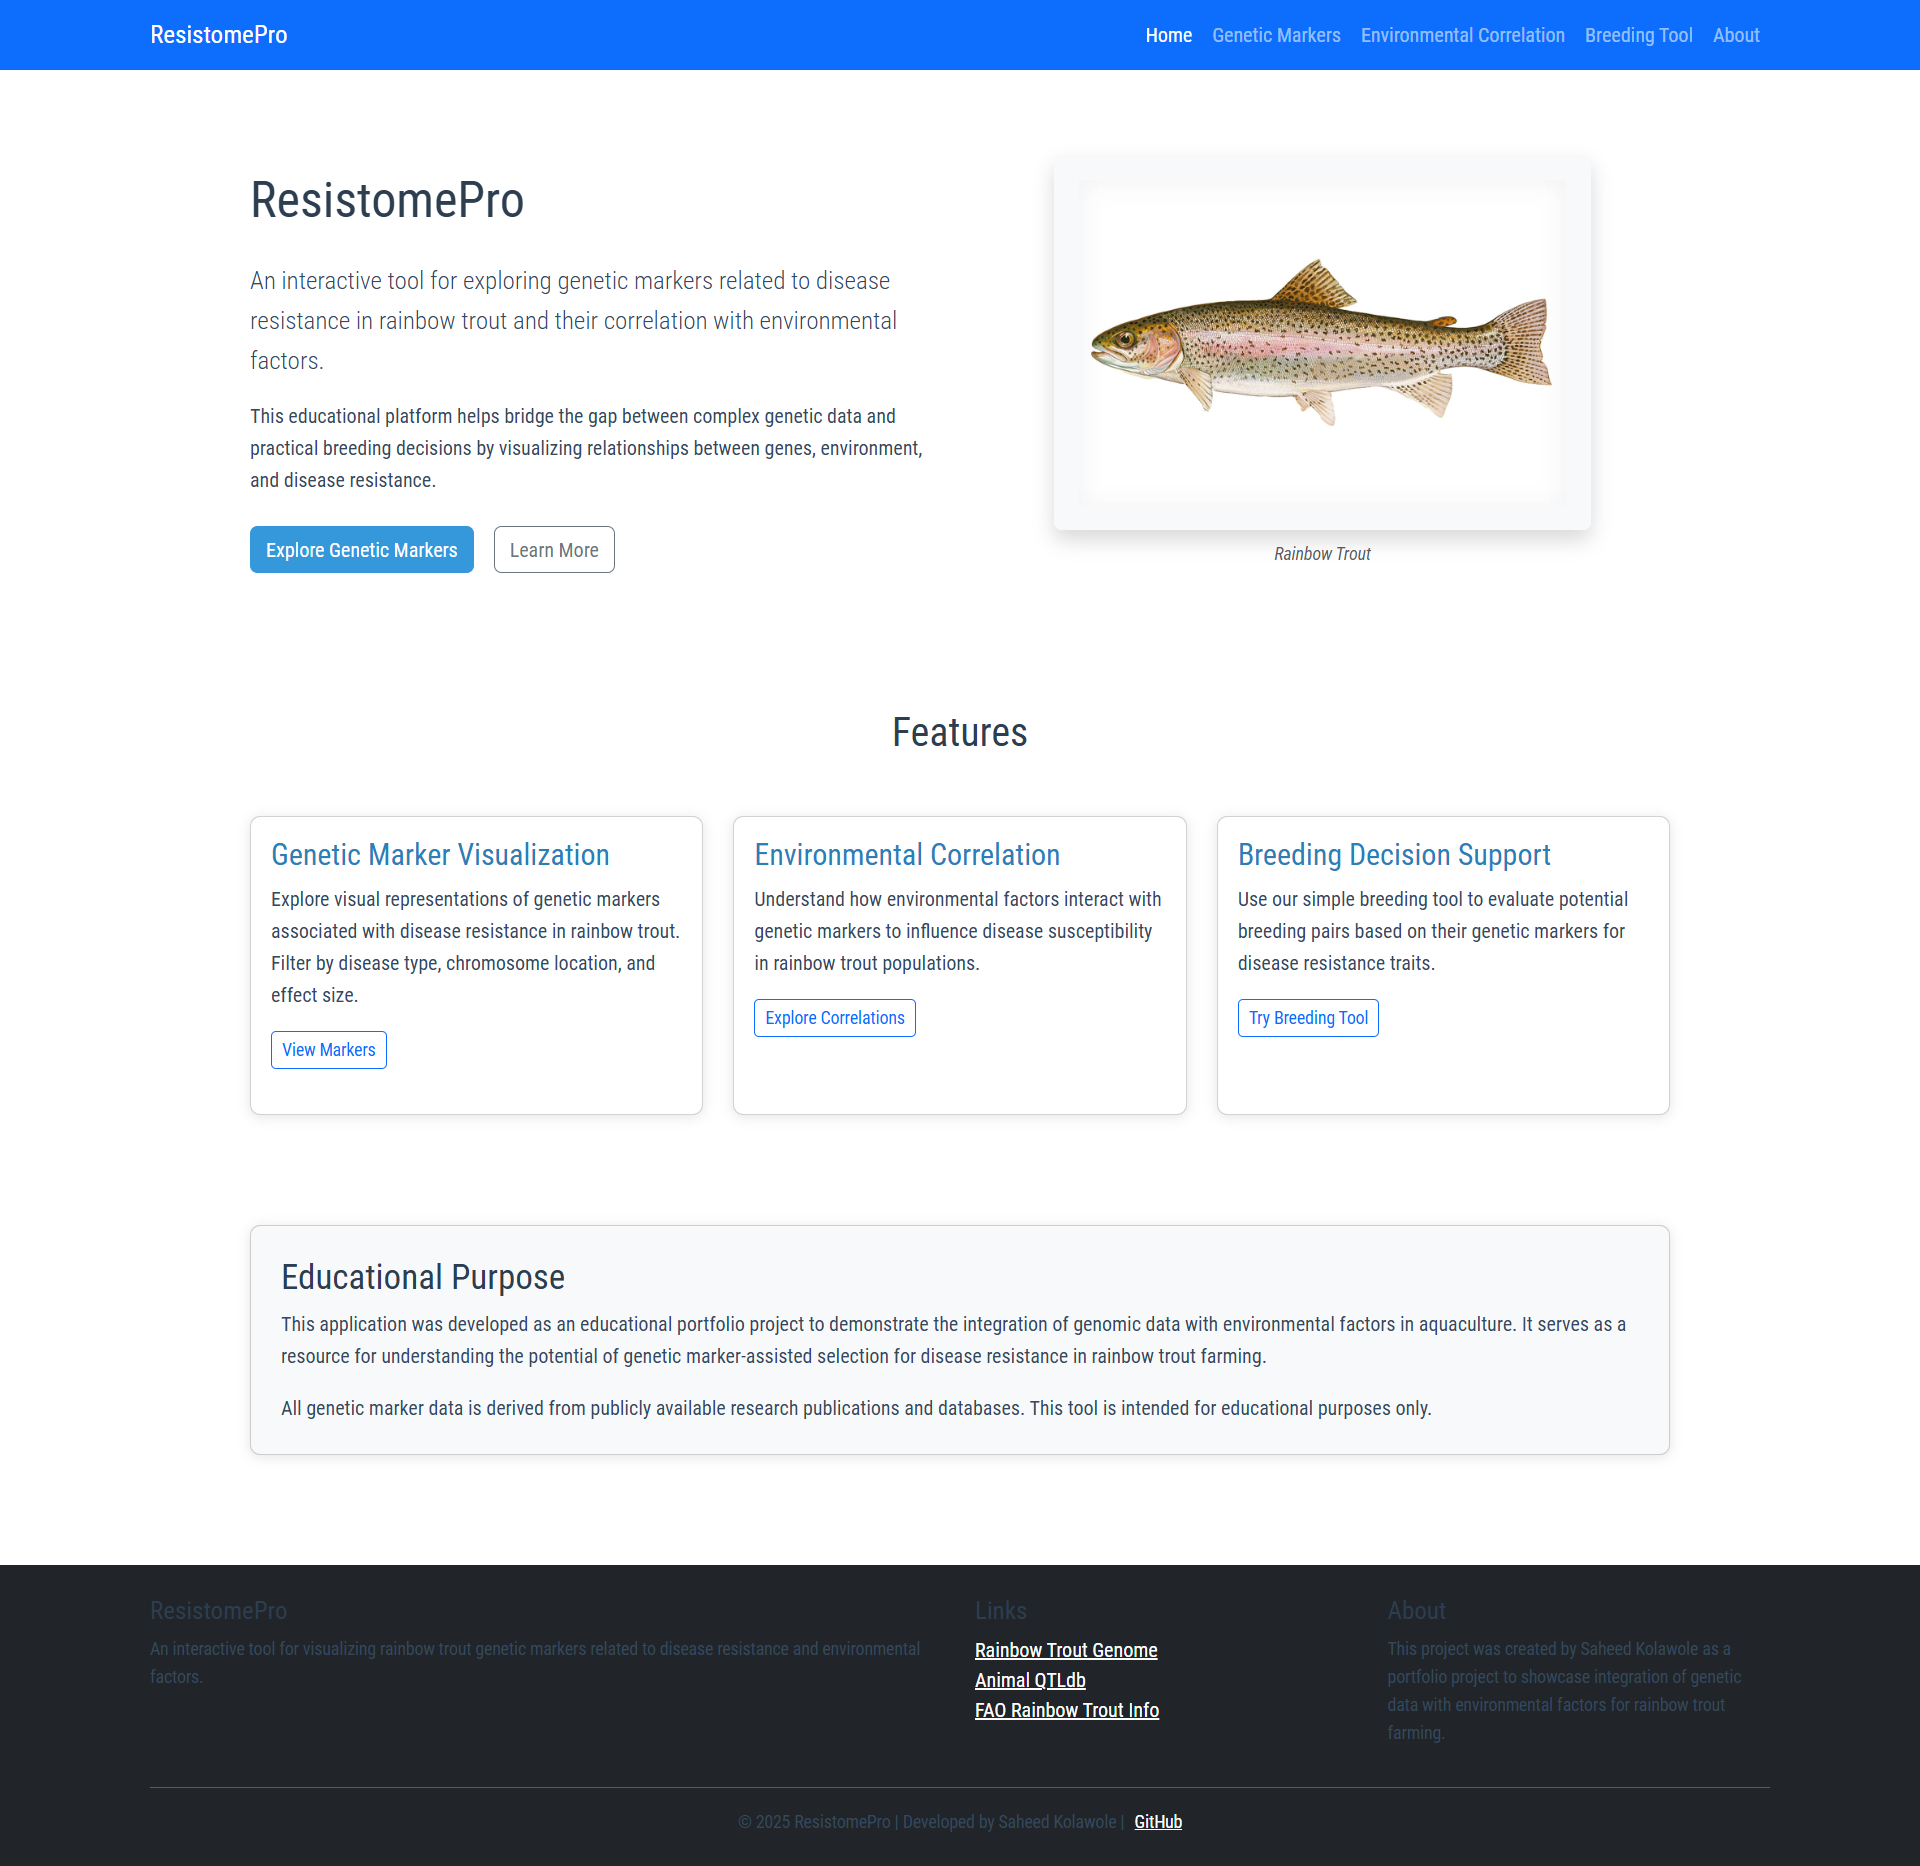 ResistomePro
Home Genetic Markers Environmental Correlation Breeding Tool About
ResistomePro
An interactive tool for exploring genetic markers related to disease
resistance in rainbow trout and their correlation with environmental
factors.
This educational platform helps bridge the gap between complex genetic data and
practical breeding decisions by visualizing relationships between genes, environment,
and disease resistance.
Explore Genetic Markers Learn More
Rainbow Trout
Features
Genetic Marker Visualization
Explore visual representations of genetic markers
associated with disease resistance in rainbow trout.
Filter by disease type, chromosome location, and
effect size.
View Markers
Environmental Correlation
Understand how environmental factors interact with
genetic markers to influence disease susceptibility
in rainbow trout populations.
Explore Correlations
Breeding Decision Support
Use our simple breeding tool to evaluate potential
breeding pairs based on their genetic markers for
disease resistance traits.
Try Breeding Tool
Educational Purpose
This application was developed as an educational portfolio project to demonstrate the integration of genomic data with environmental factors in aquaculture. It serves as a
resource for understanding the potential of genetic marker-assisted selection for disease resistance in rainbow trout farming.
All genetic marker data is derived from publicly available research publications and databases. This tool is intended for educational purposes only.
ResistomePro
An interactive tool for visualizing rainbow trout genetic markers related to disease resistance and environmental
factors.
Links
Rainbow Trout Genome
Animal QTLdb
FAO Rainbow Trout Info
About
This project was created by Saheed Kolawole as a
portfolio project to showcase integration of genetic
data with environmental factors for rainbow trout
farming.
© 2025 ResistomePro | Developed by Saheed Kolawole | GitHub